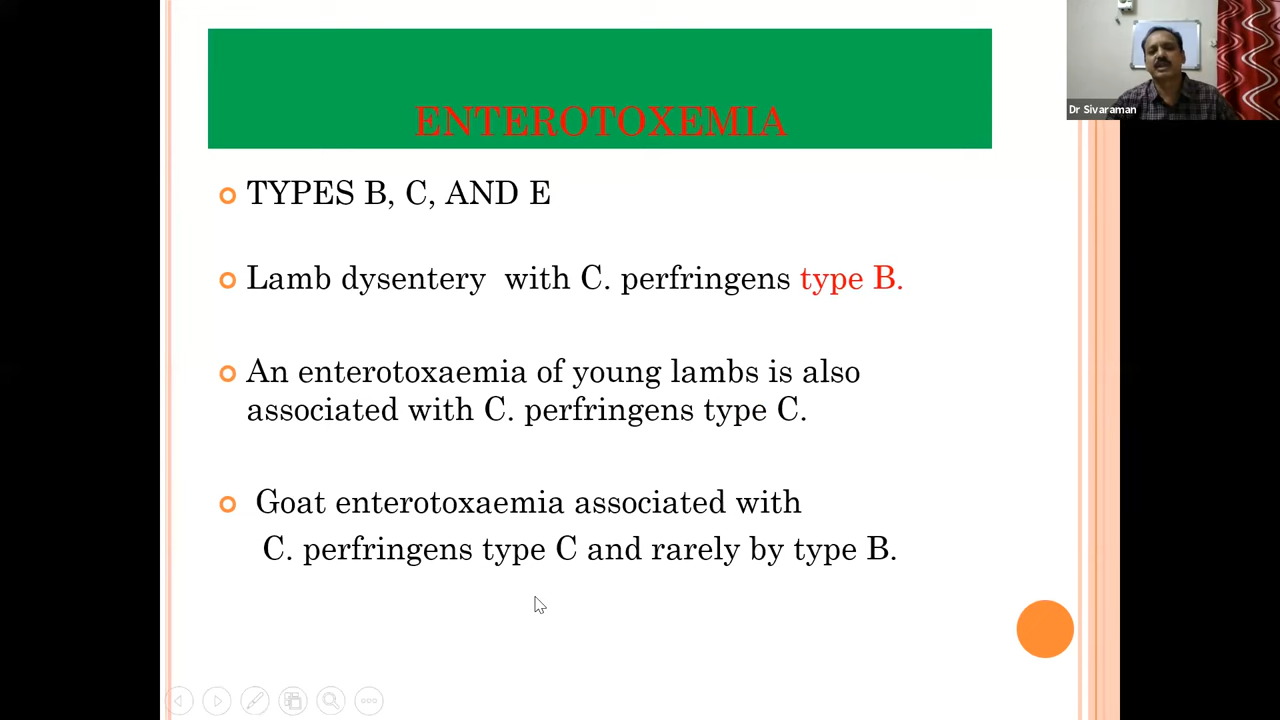 ENTEROTOXEMIA
Dr Sivaraman
TYPES B, C, AND E
Lamb dysentery with C. perfringens type B.
An enterotoxaemia of young lambs is also
associated with C. perfringens type C.
Goat enterotoxaemia associated with
C. perfringens type C and rarely by type B.